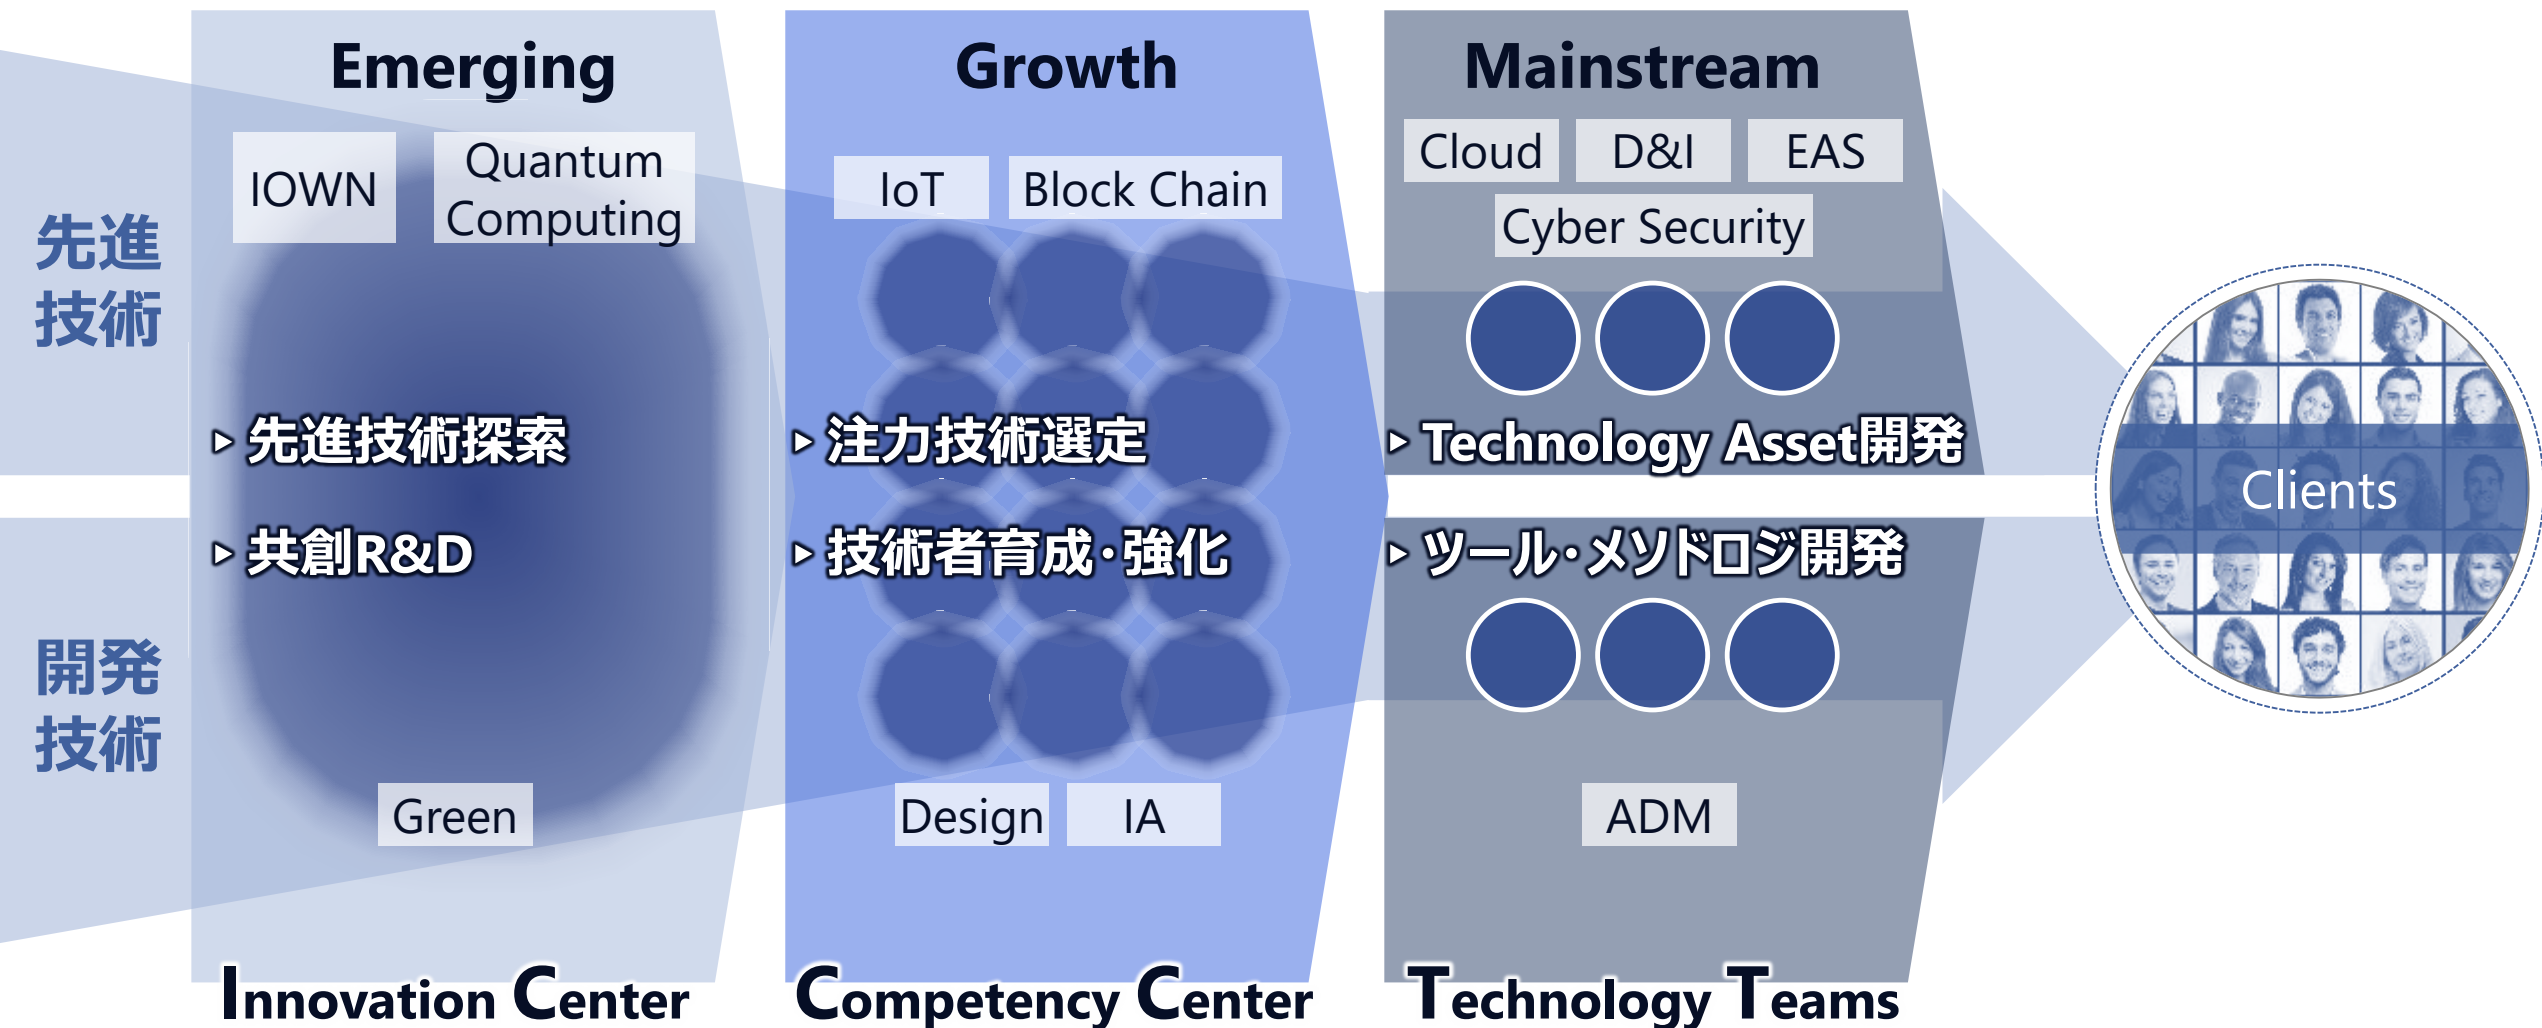 先進
技術
開発
技術
Emerging
IOWN
Quantum
Computing
▸ 先進技術探索
▸ 共創R&D
Green
Innovation Center
Growth
IoT
Block Chain
▸ 注力技術選定
▸ 技術者育成・強化
Design
IA
Competency Center
Mainstream
Cloud
D&I
EAS
Cyber Security
▸ Technology Asset開発
▸ ツール・メソドロジ開発
ADM
Technology Teams
Clients